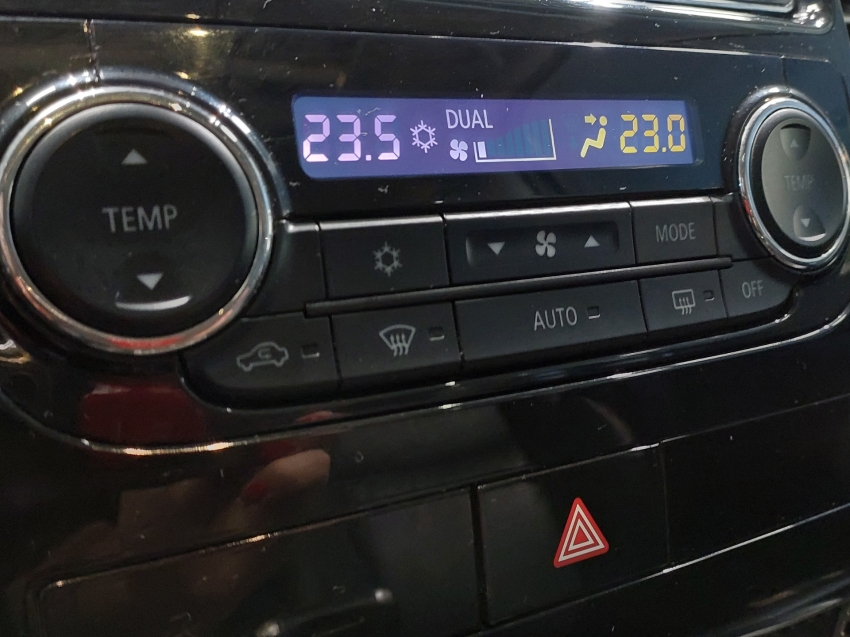 23.5 DUAL 23.0
TEMP
TEMP
MODE
AUTO
OFF